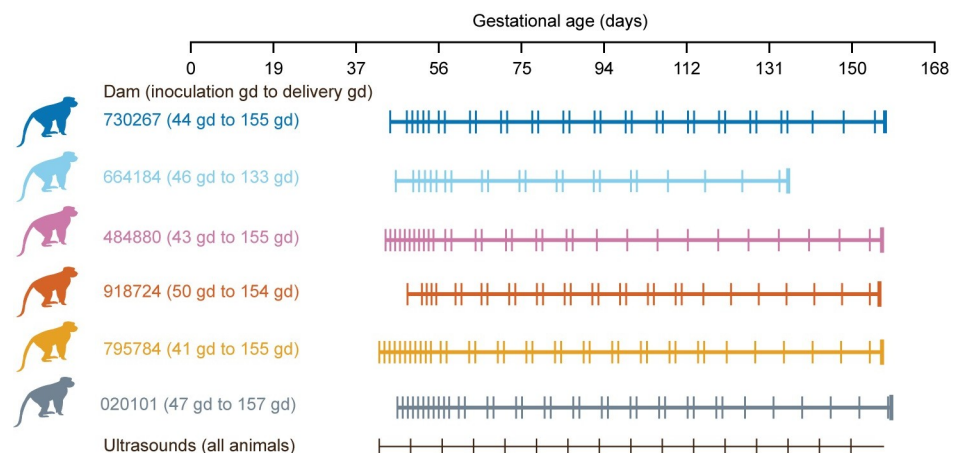 Gestational age (days)
0 19 37 56 75 94 112 131 150 168
Dam (inoculation gd to delivery gd)
730267 (44 gd to 155 gd)
664184 (46 gd to 133 gd)
484880 (43 gd to 155 gd)
918724 (50 gd to 154 gd)
795784 (41 gd to 155 gd)
020101 (47 gd to 157 gd)
Ultrasounds (all animals)